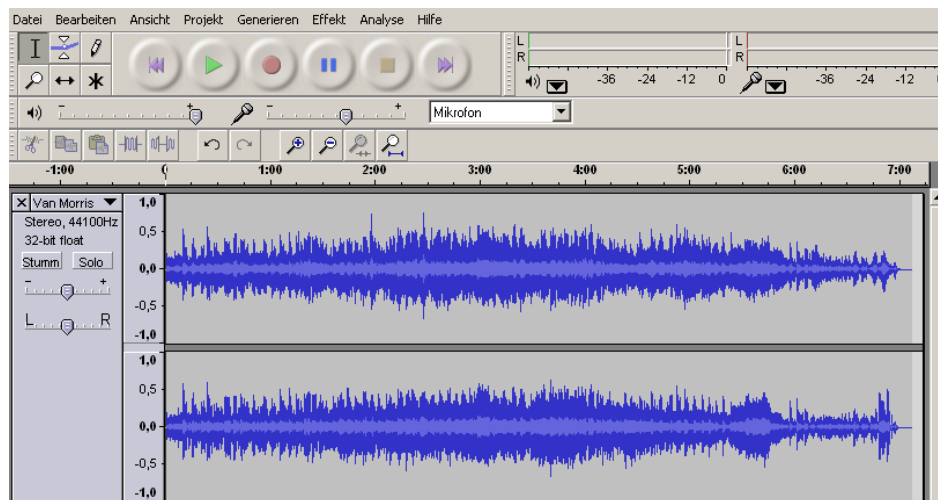 Datei Bearbeiten Ansicht Projekt Generieren Effekt Analyse Hilfe
L
R
-36 -24 -12 0
L
R
-36 -24 -12
- +
- +
Mikrofon
-1:00 0 1:00 2:00 3:00 4:00 5:00 6:00 7:00
X Van Morris
Stereo, 44100Hz
32-bit float
Stumm Solo
- +
L R
1,0
0,5
0,0
-0,5
-1,0
1,0
0,5
0,0
-0,5
-1,0